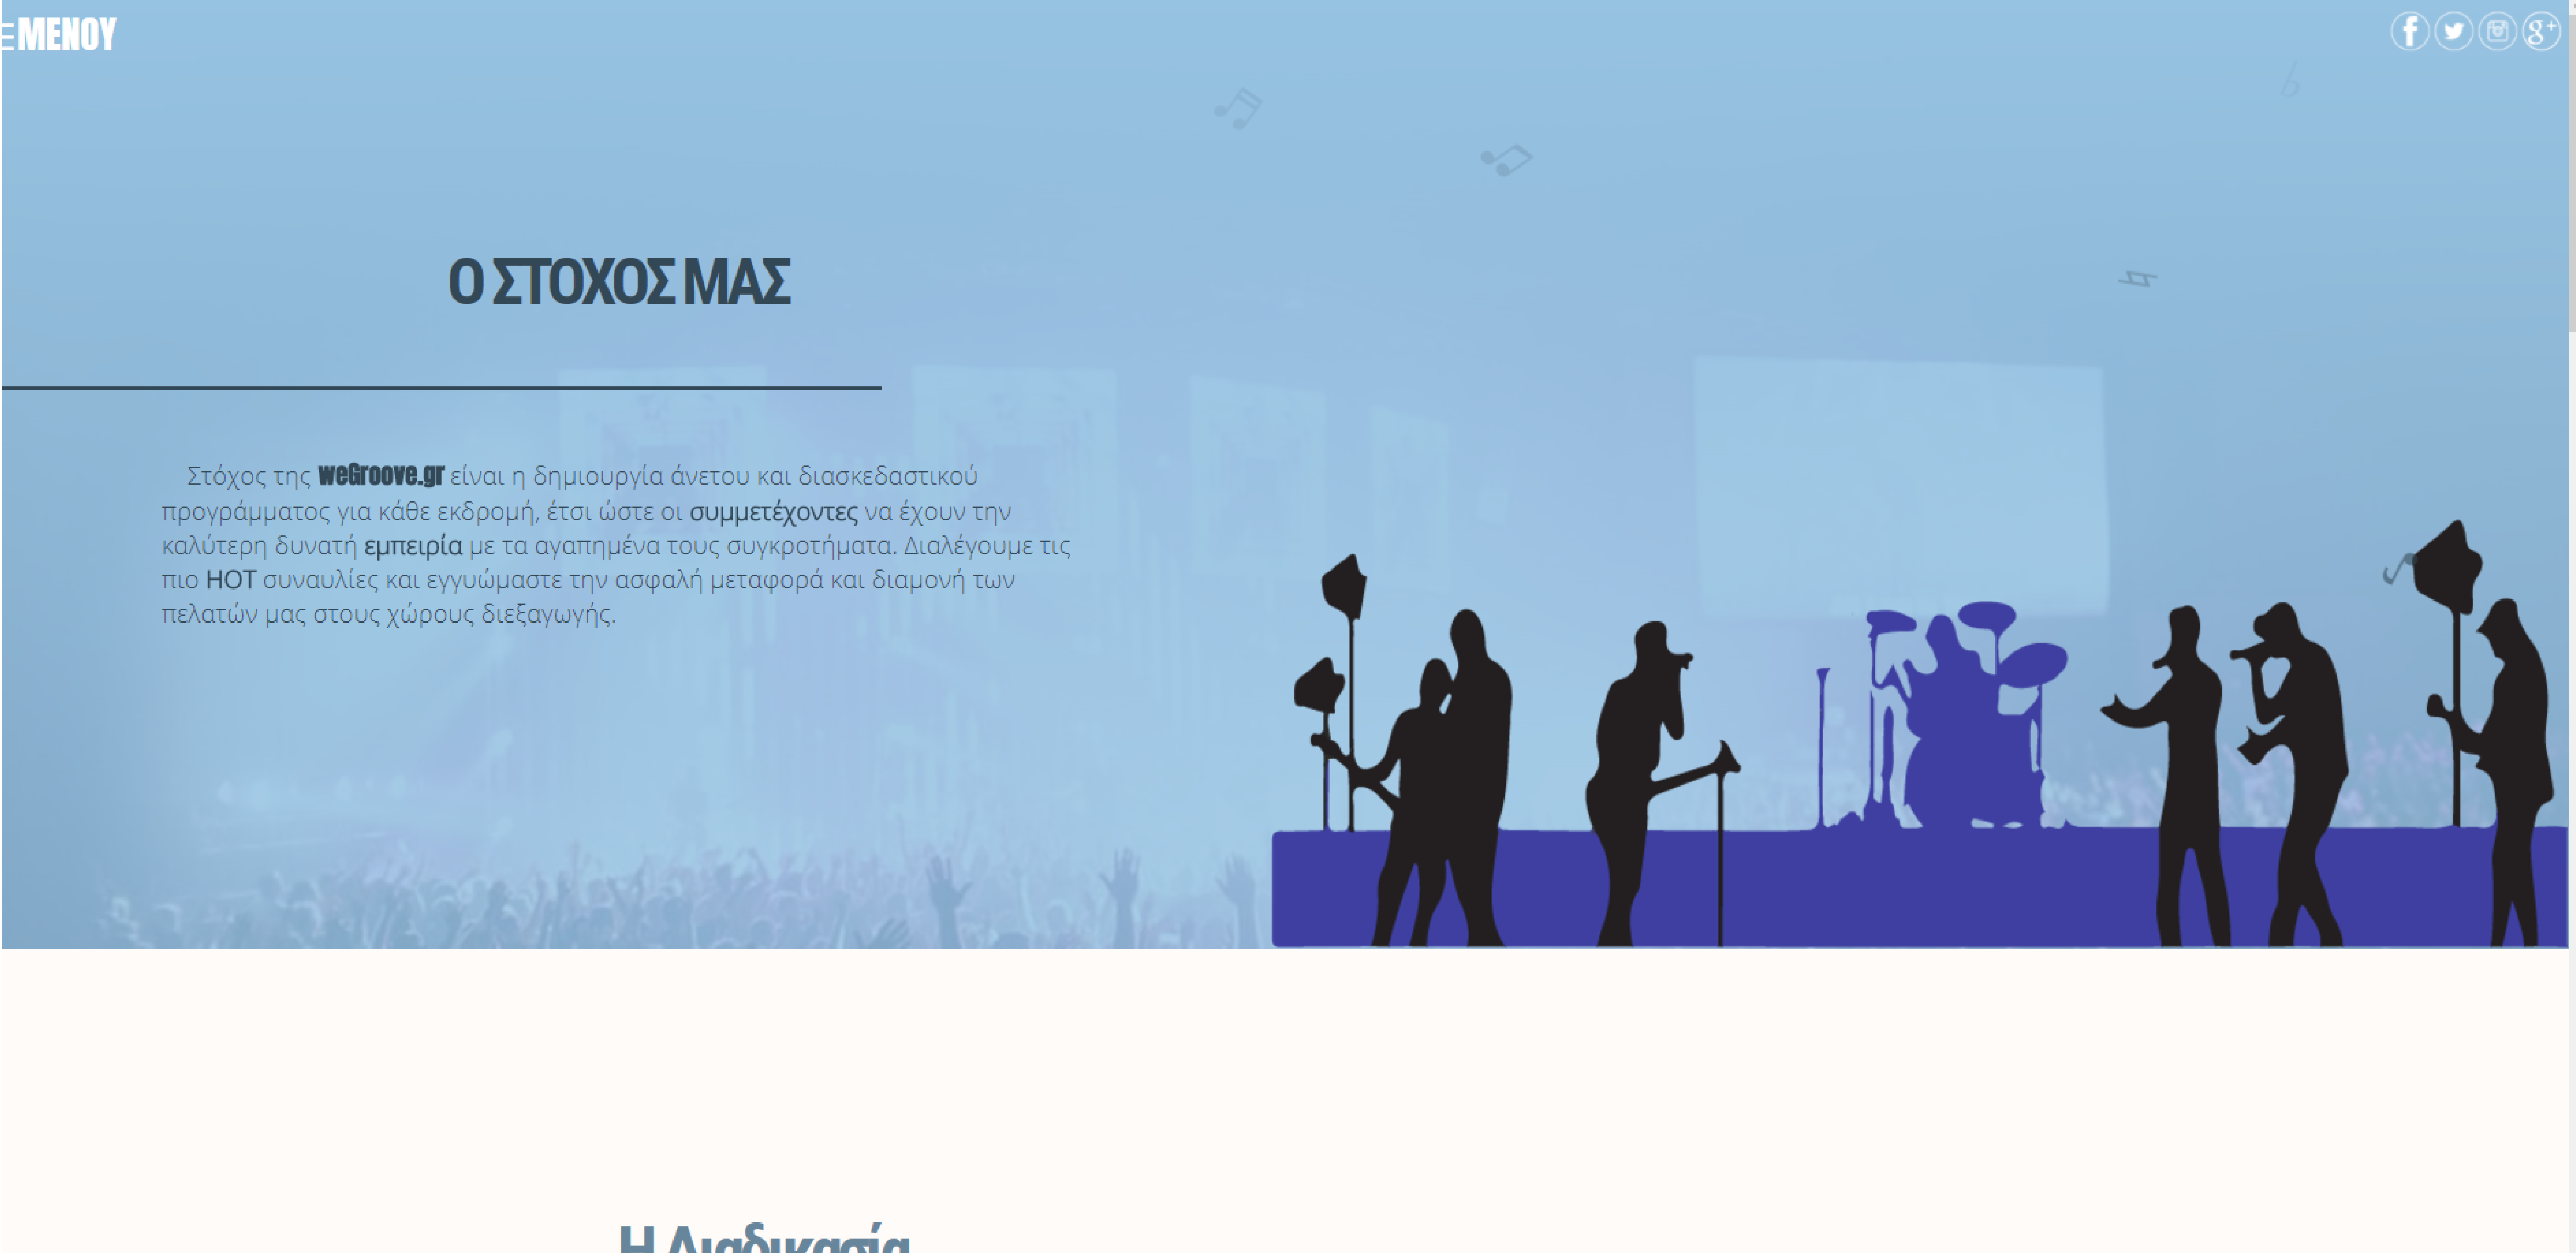 ΜΕΝΟΥ
Ο ΣΤΟΧΟΣ ΜΑΣ
Στόχος της weGroove.gr είναι η δημιουργία άνετου και διασκεδαστικού
προγράμματος για κάθε εκδρομή, έτσι ώστε οι συμμετέχοντες να έχουν την
καλύτερη δυνατή εμπειρία με τα αγαπημένα τους συγκροτήματα. Διαλέγουμε τις
πιο HOT συναυλίες και εγγυώμαστε την ασφαλή μεταφορά και διαμονή των
πελατών μας στους χώρους διεξαγωγής.
Η Διαδικασία